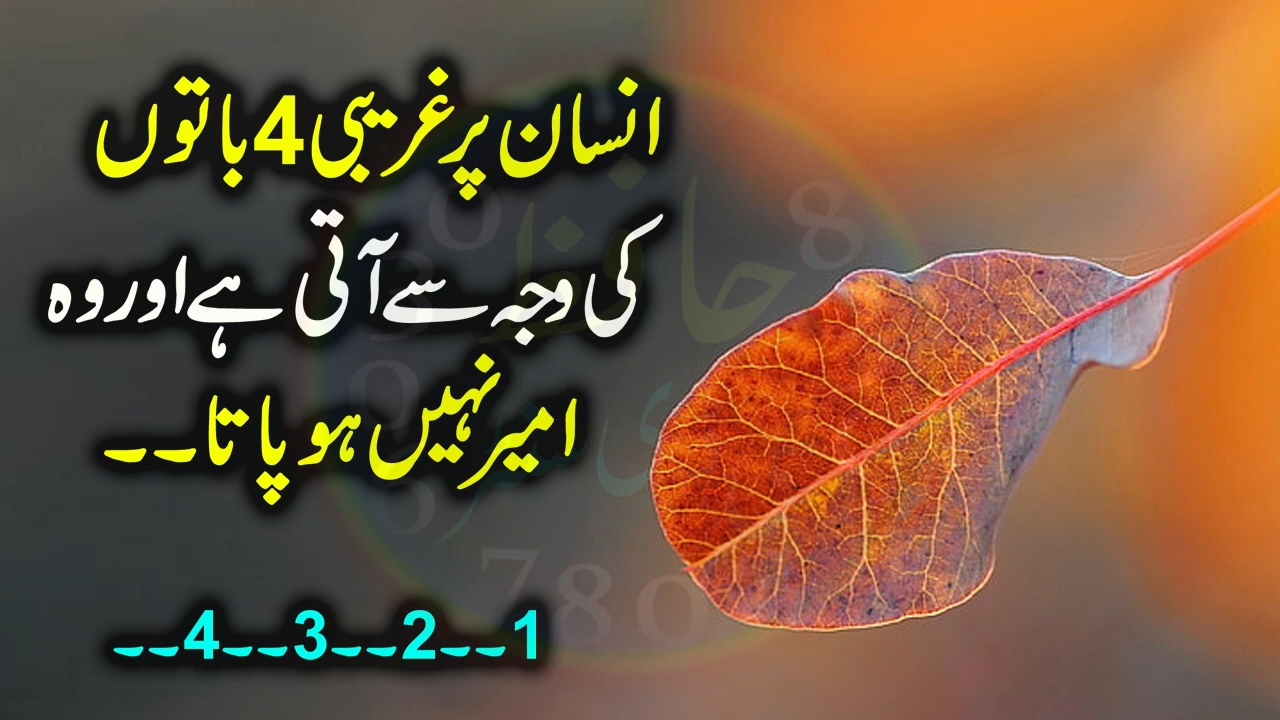 انسان پر غریبی 4 باتوں
کی وجہ سے آتی ہے اور وہ
امیر نہیں ہو پاتا۔۔
1۔۔2۔۔3۔۔4۔۔
حافظ